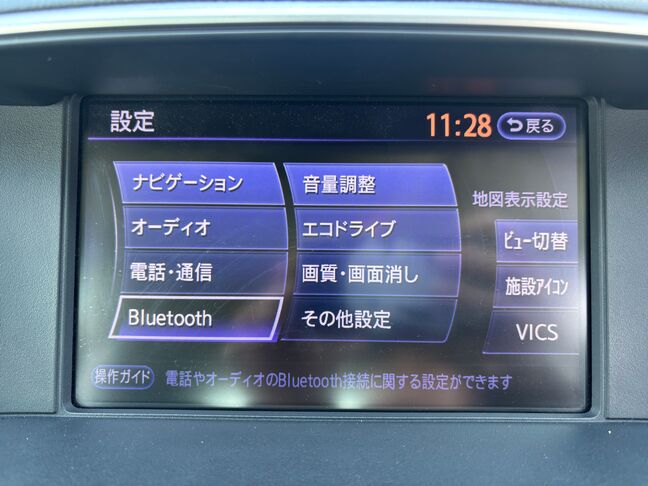 設定
11:28
戻る
ナビゲーション
音量調整
オーディオ
エコドライブ
電話・通信
画質・画面消し
Bluetooth
その他設定
地図表示設定
ビュー切替
施設アイコン
VICS
操作ガイド 電話やオーディオのBluetooth接続に関する設定ができます